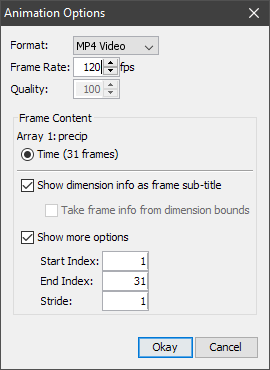 Animation Options
Format: MP4 Video
Frame Rate: 120 fps
Quality: 100
Frame Content
Array 1: precip
Time (31 frames)
Show dimension info as frame sub-title
Take frame info from dimension bounds
Show more options
Start Index: 1
End Index: 31
Stride: 1
Okay Cancel